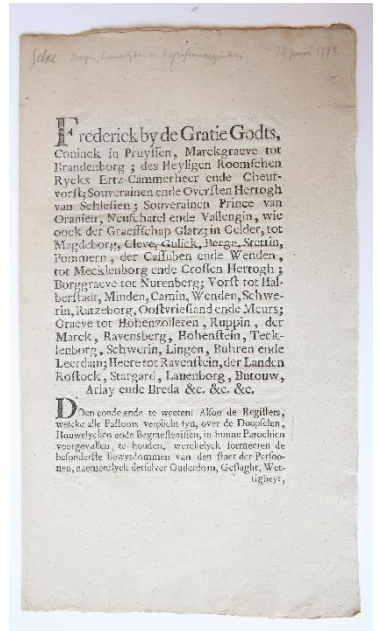 Frederick by de Gratie Godts,
Coninck in Pruyssen, Marckgraeve tot
Brandenborg; des Heyligen Roomschen
Rycks Ertz-Cammerheer ende Cheur-
vorst; Souverainen ende Oversten Hertogh
van Schlesien; Souverainen Prince van
Oranien, Neufchatel ende Vallengin, wie
oock der Graefschap Glatz; in Gelder, tot
Magdeborg, Cleve, Gulick, Berge, Stettin,
Pommern, der Cassuben ende Wenden,
tot Mecklenborg ende Crossen Hertogh;
Borggraeve tot Nurenberg; Vorst tot Hal-
berstadt, Minden, Camin, Wenden, Schwe-
rin, Ratzeborg, Oostvriesland ende Meurs;
Graeve tot Hohenzolleren, Ruppin, der
Marck, Ravensberg, Hohenstein, Teck-
lenborg, Schwerin, Lingen, Buhren ende
Leerdam; Heere tot Ravenstein, der Landen
Rostock, Stargard, Lauenborg, Butouw,
Arlay ende Breda &c. &c. &c.
DOen conde ende te weeten: Alsoo de Registers,
welcke alle Pastoors verplicht syn, over de Doopselen,
Houwelycken ende Begraeffenissen, in hunne Parochien
voorgevallen, te houden, werckelyck formeeren de
besonderste bewysdommen van den staet der Persoo-
nen, naementlyck derselver Ouderdom, Geslaght, Wet-
tigheyt,